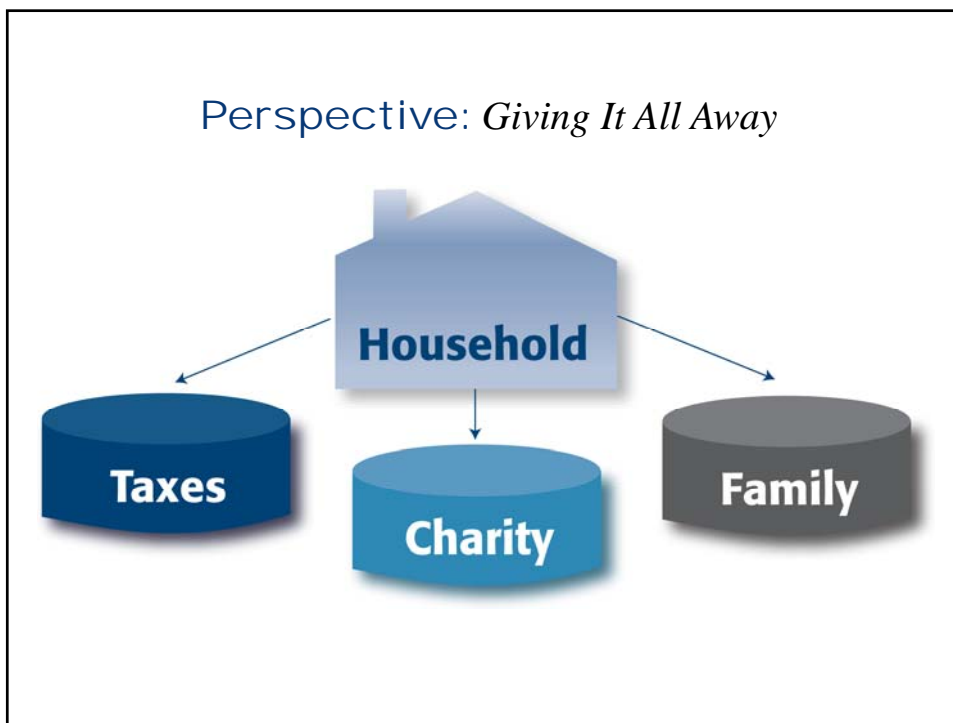 Perspective: Giving It All Away
Household
Taxes
Charity
Family